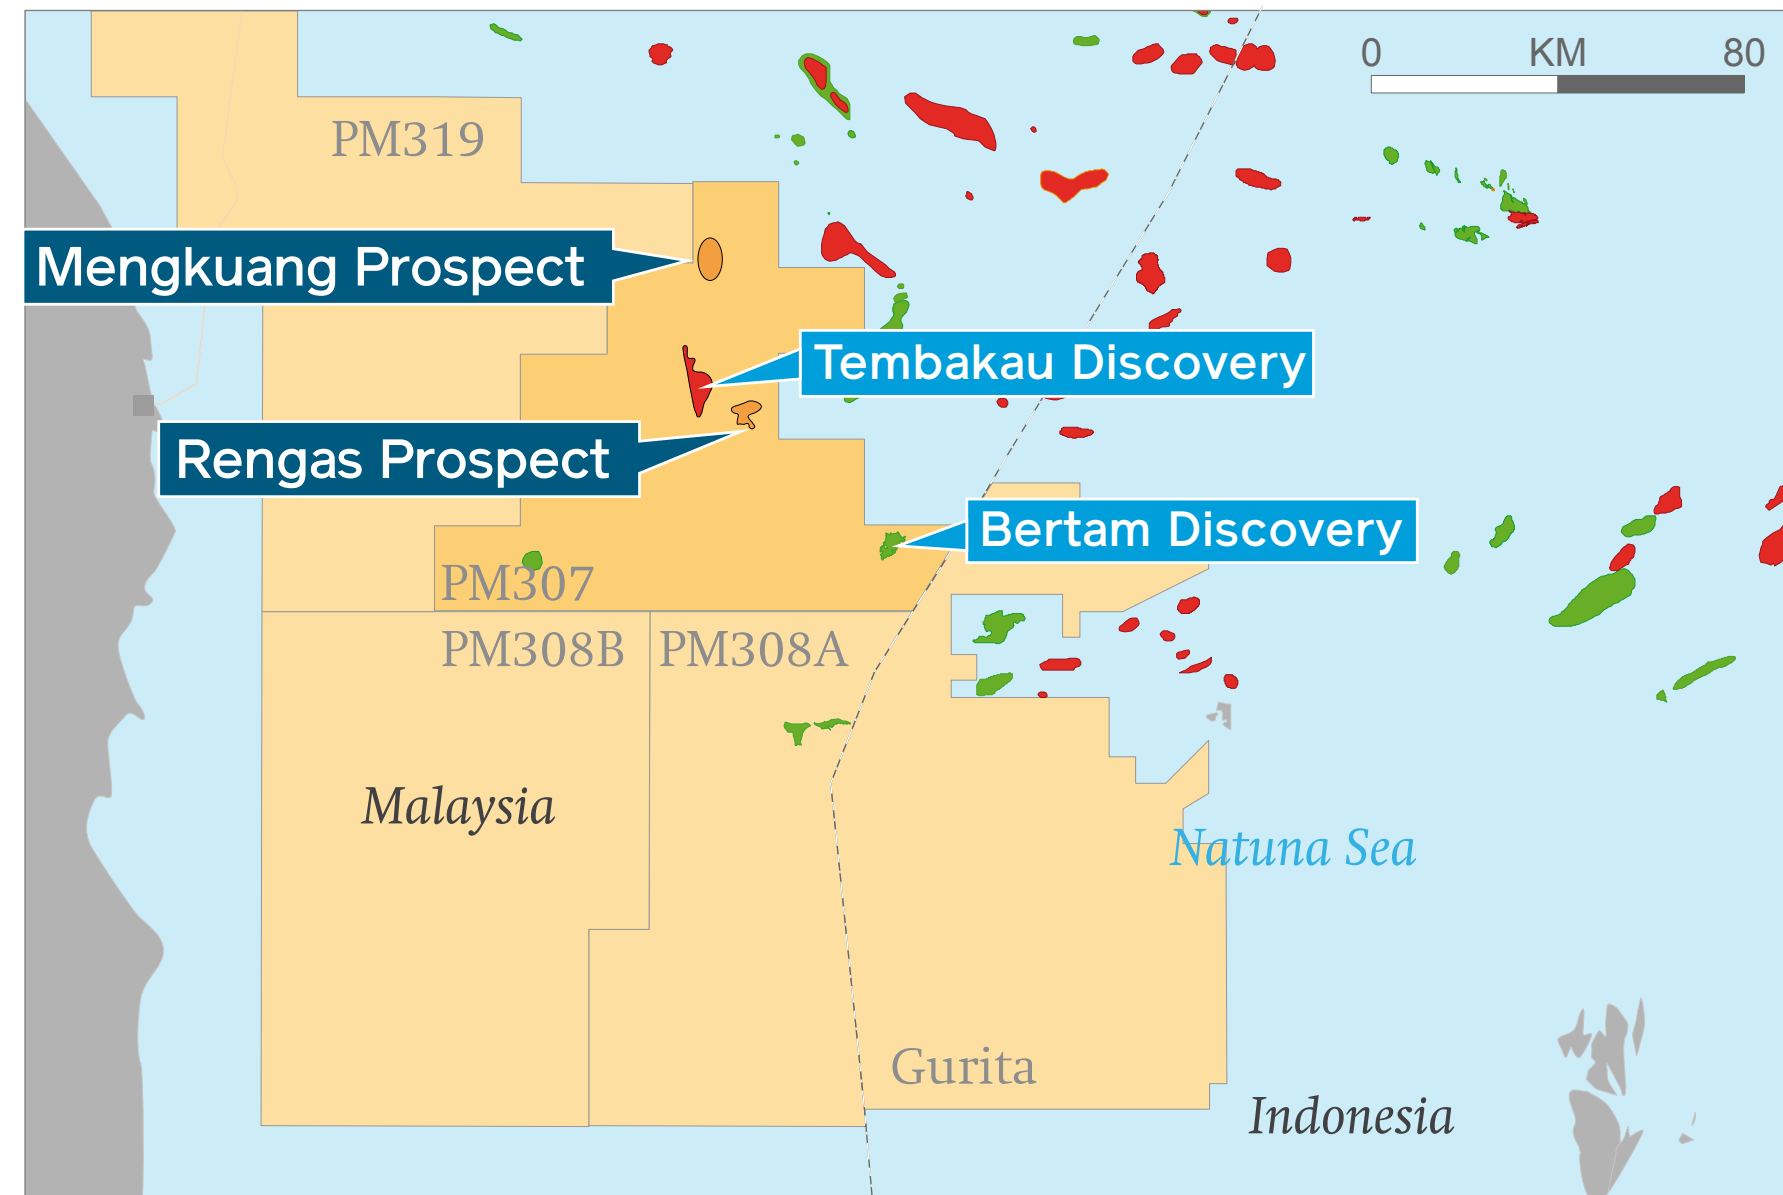 0 KM 80
PM319
Mengkuang Prospect
Tembakau Discovery
Rengas Prospect
Bertam Discovery
PM307
PM308B PM308A
Malaysia
Natuna Sea
Gurita
Indonesia